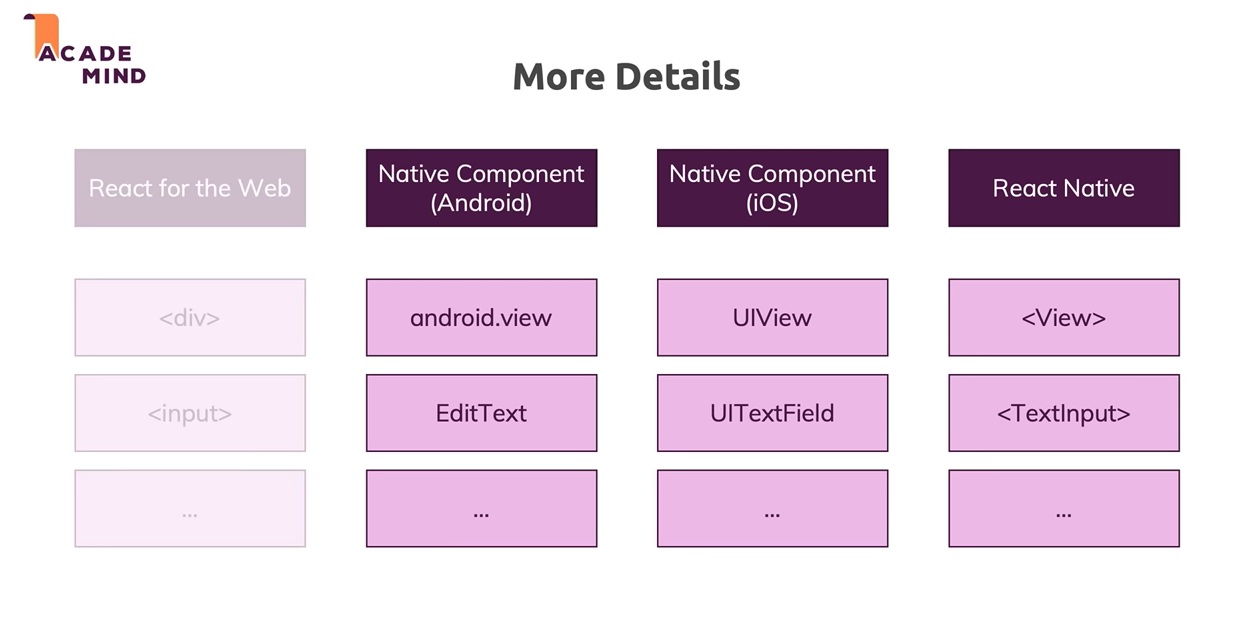 ACADE
MIND
More Details
React for the Web
Native Component
(Android)
Native Component
(iOS)
React Native
<div>
android.view
UIView
<View>
<input>
EditText
UITextField
<TextInput>
...
...
...
...